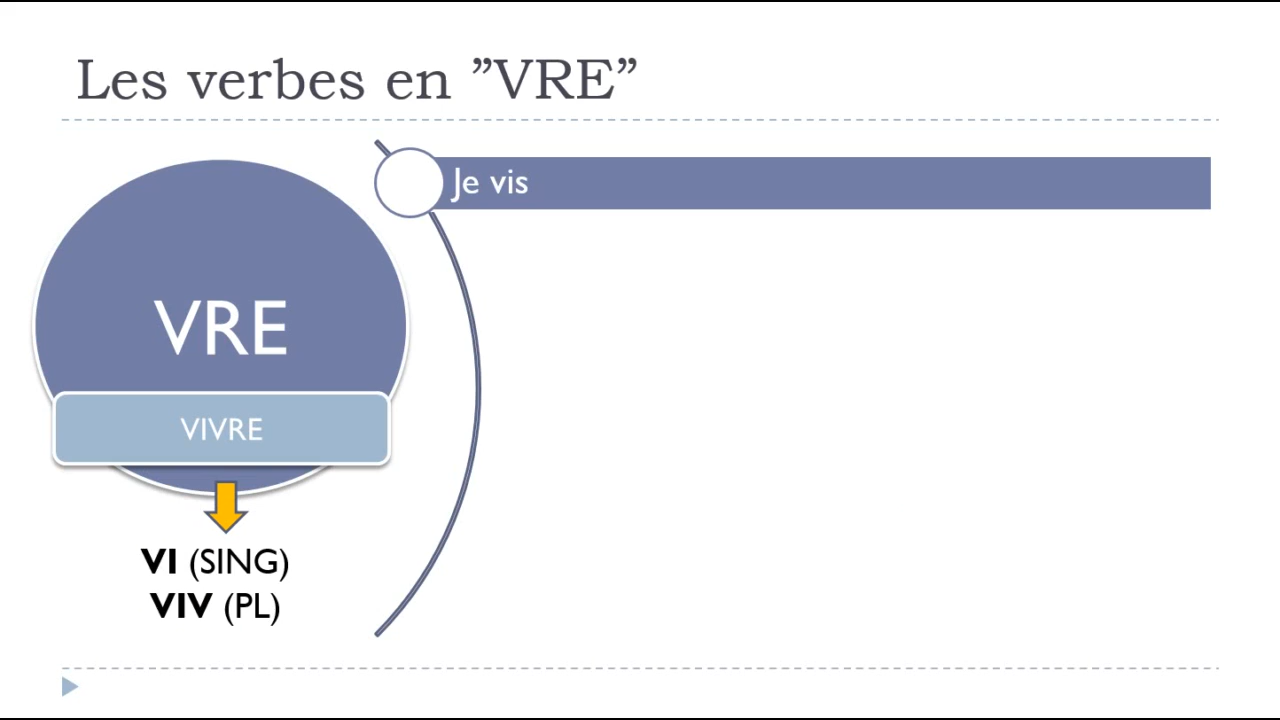 Les verbes en ”VRE”
Je vis
VRE
VIVRE
VI (SING)
VIV (PL)